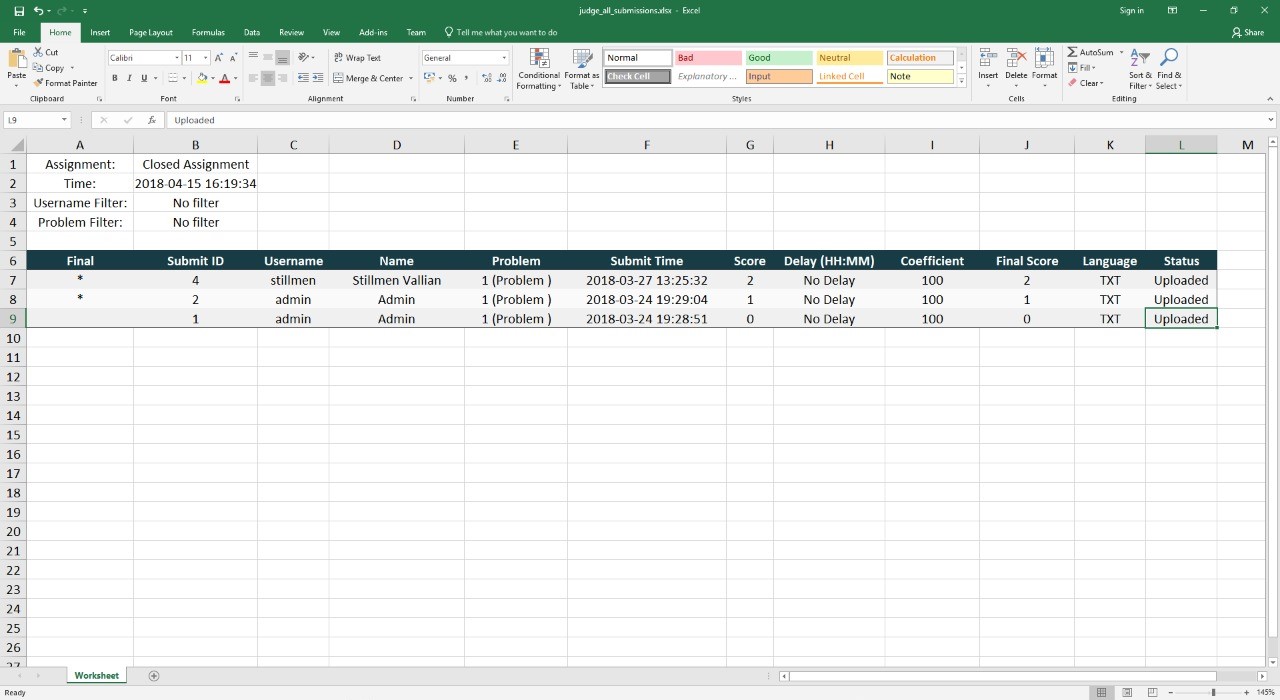 judge_all_submissions.xlsx - Excel
Sign in
File Home Insert Page Layout Formulas Data Review View Add-ins Team Tell me what you want to do Share
Paste
Cut
Copy
Format Painter
Clipboard
Calibri 11
B I U
Font
Wrap Text
Merge & Center
Alignment
General
Number
Conditional Formatting
Format as Table
Normal Bad Good Neutral Calculation
Check Cell Explanatory ... Input Linked Cell Note
Styles
Insert Delete Format
Cells
AutoSum
Fill
Clear
Sort & Filter
Find & Select
Editing
L9 fx Uploaded
A B C D E F G H I J K L M
1 Assignment: Closed Assignment
2 Time: 2018-04-15 16:19:34
3 Username Filter: No filter
4 Problem Filter: No filter
5
6 Final Submit ID Username Name Problem Submit Time Score Delay (HH:MM) Coefficient Final Score Language Status
7 * 4 stillmen Stillmen Vallian 1 (Problem ) 2018-03-27 13:25:32 2 No Delay 100 2 TXT Uploaded
8 * 2 admin Admin 1 (Problem ) 2018-03-24 19:29:04 1 No Delay 100 1 TXT Uploaded
9 1 admin Admin 1 (Problem ) 2018-03-24 19:28:51 0 No Delay 100 0 TXT Uploaded
10
11
12
13
14
15
16
17
18
19
20
21
22
23
24
25
26
27
Worksheet
Ready
145%